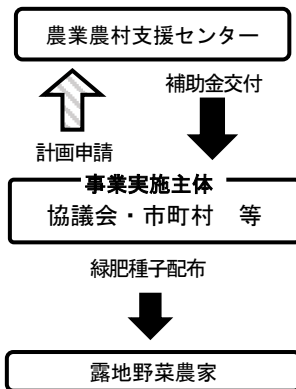 農業農村支援センター
補助金交付
計画申請
事業実施主体
協議会・市町村　等
緑肥種子配布
露地野菜農家